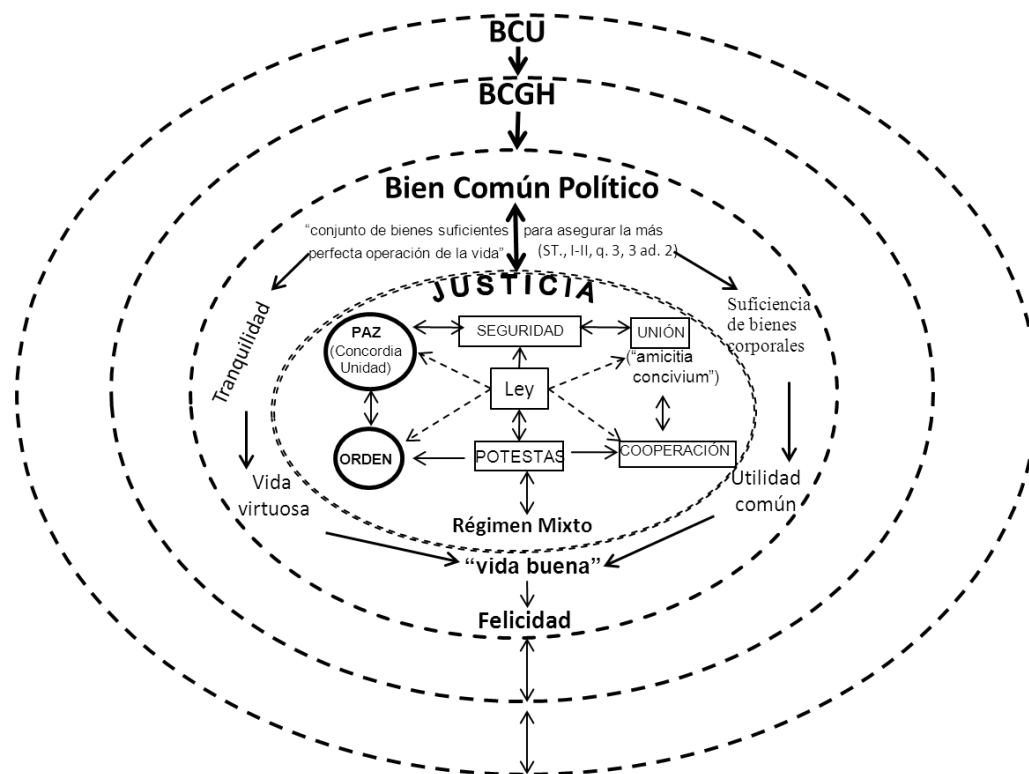 BCU
BCGH
Bien Común Político
“conjunto de bienes suficientes para asegurar la más
perfecta operación de la vida” (ST., I-II, q. 3, 3 ad. 2)
JUSTICIA
Tranquilidad
Suficiencia
de bienes
corporales
PAZ
(Concordia
Unidad)
SEGURIDAD
UNIÓN
(“amicitia
concivium”)
Ley
ORDEN
POTESTAS
COOPERACIÓN
Vida
virtuosa
Utilidad
común
Régimen Mixto
“vida buena”
Felicidad